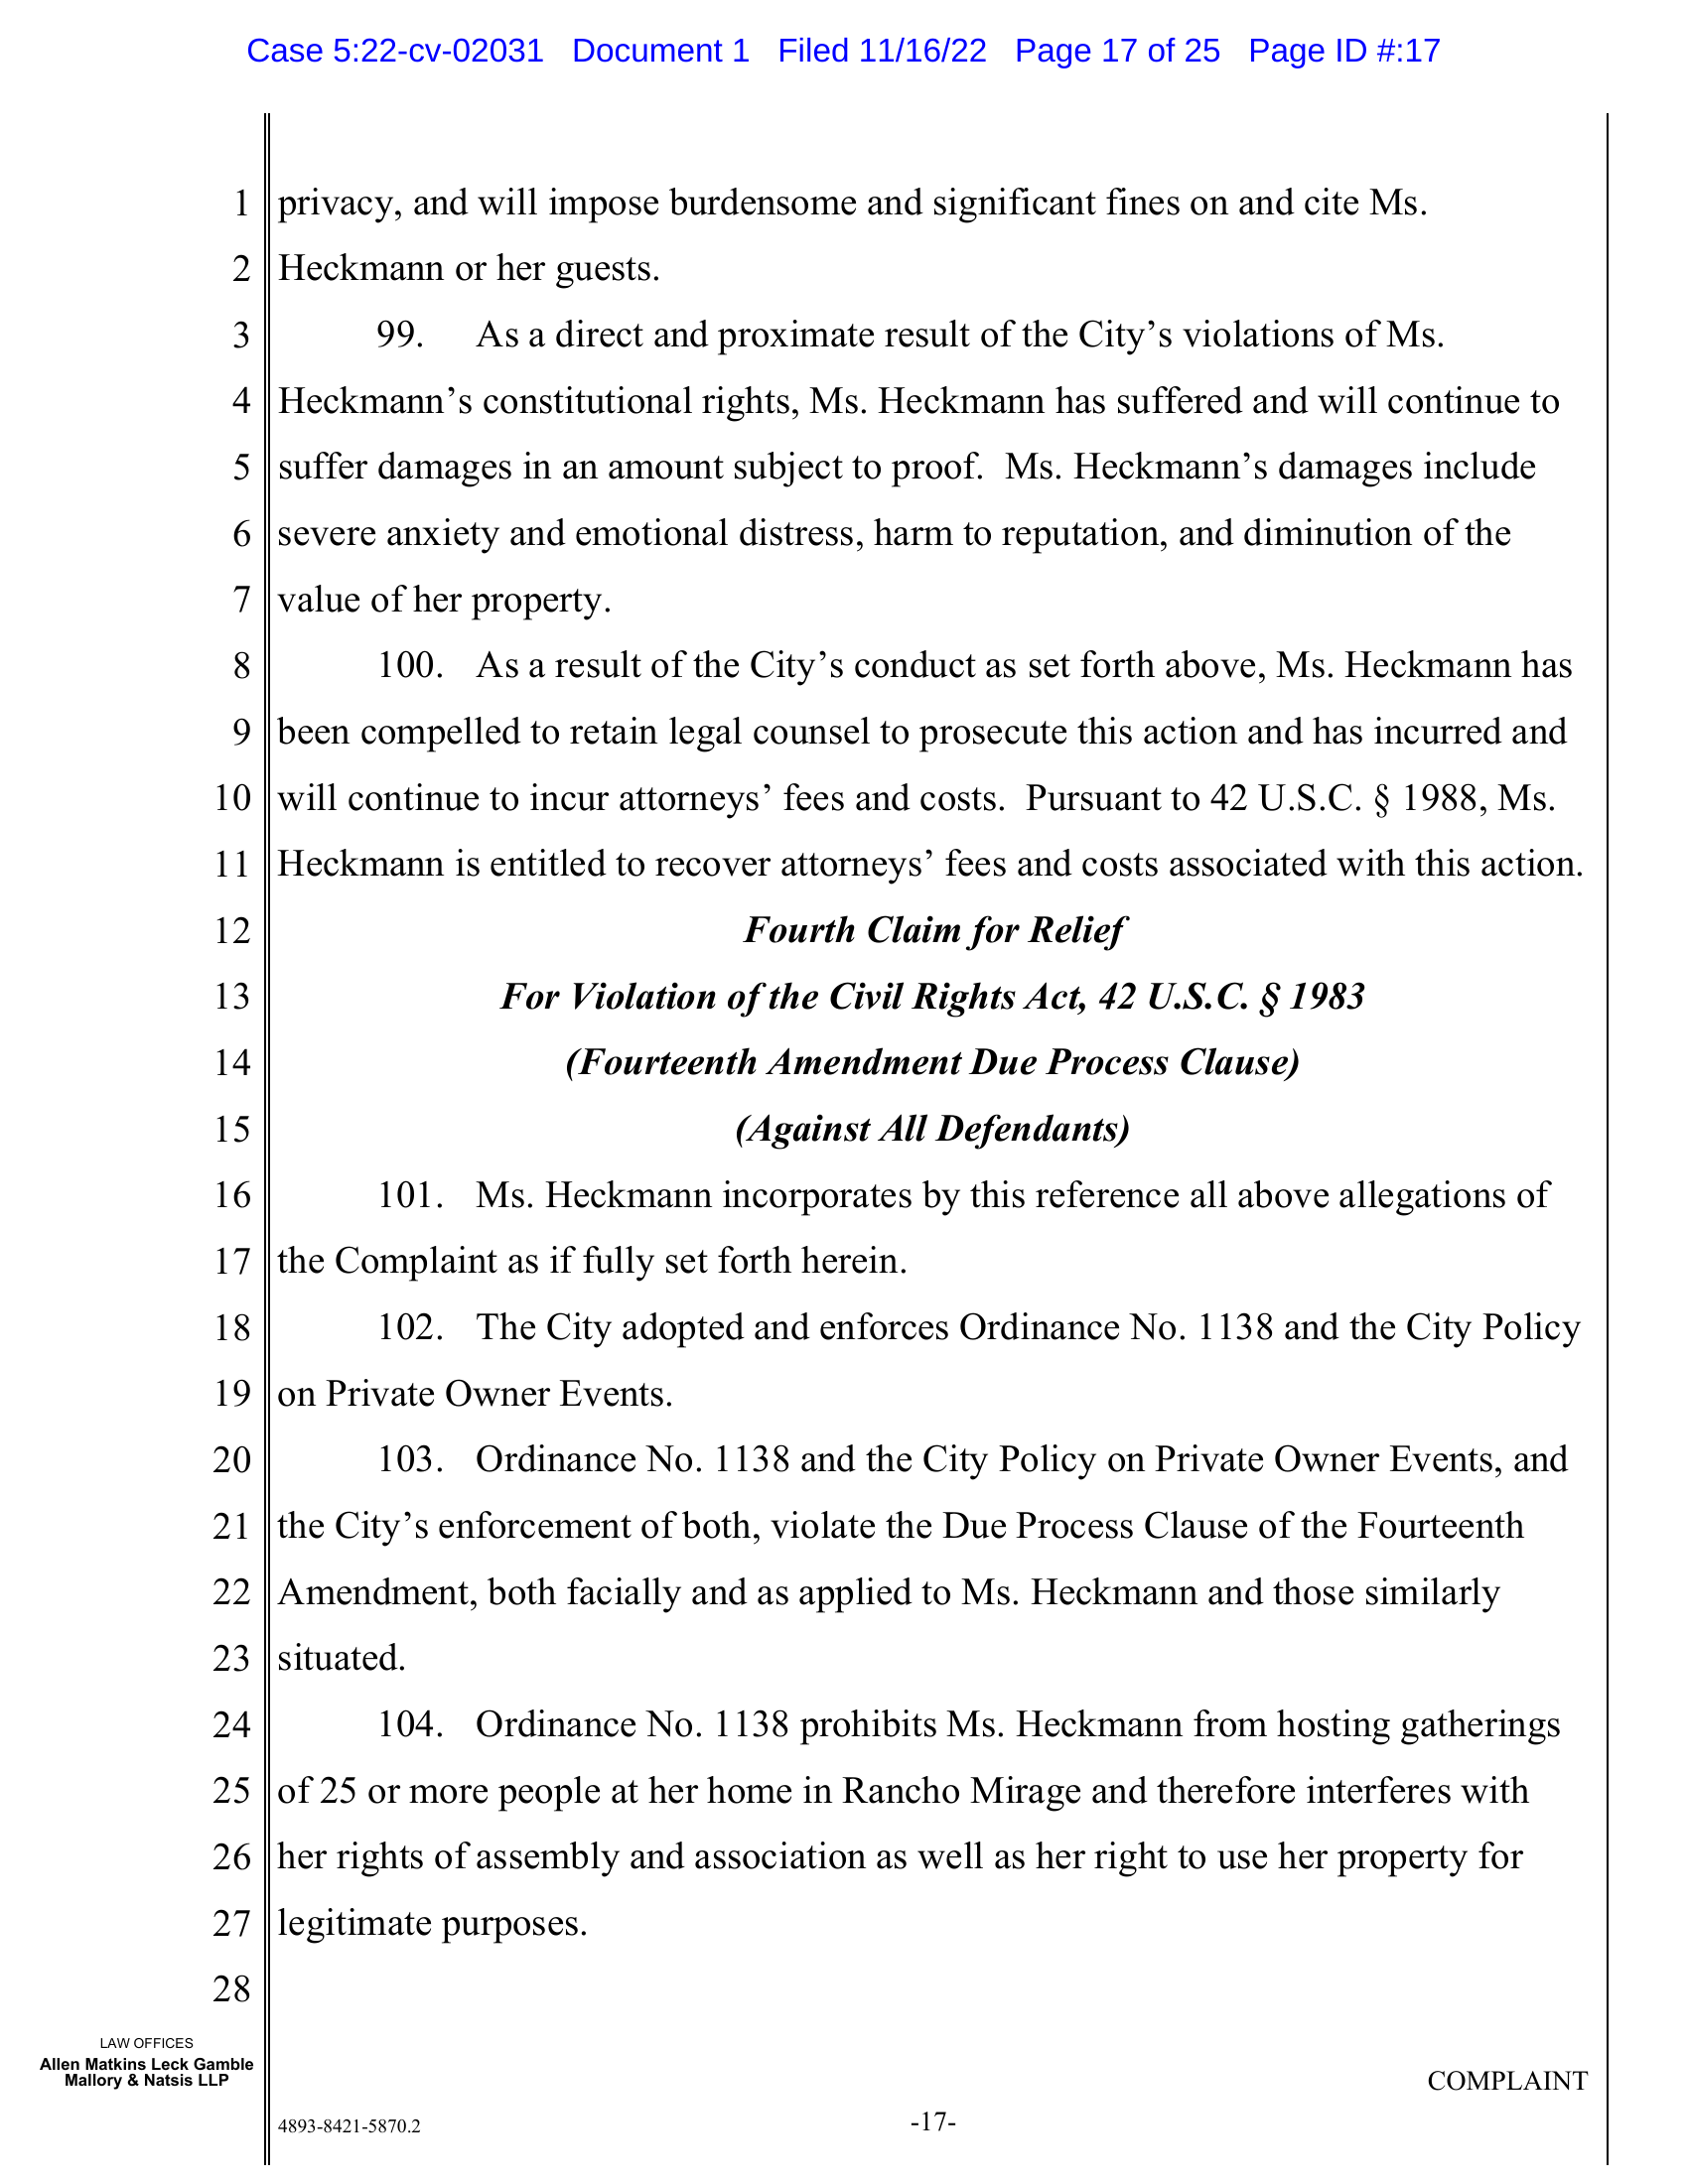 Case 5:22-cv-02031 Document 1 Filed 11/16/22 Page 17 of 25 Page ID #:17
1 privacy, and will impose burdensome and significant fines on and cite Ms.
2 Heckmann or her guests.
3 99. As a direct and proximate result of the City’s violations of Ms.
4 Heckmann’s constitutional rights, Ms. Heckmann has suffered and will continue to
5 suffer damages in an amount subject to proof. Ms. Heckmann’s damages include
6 severe anxiety and emotional distress, harm to reputation, and diminution of the
7 value of her property.
8 100. As a result of the City’s conduct as set forth above, Ms. Heckmann has
9 been compelled to retain legal counsel to prosecute this action and has incurred and
10 will continue to incur attorneys’ fees and costs. Pursuant to 42 U.S.C. § 1988, Ms.
11 Heckmann is entitled to recover attorneys’ fees and costs associated with this action.
12 Fourth Claim for Relief
13 For Violation of the Civil Rights Act, 42 U.S.C. § 1983
14 (Fourteenth Amendment Due Process Clause)
15 (Against All Defendants)
16 101. Ms. Heckmann incorporates by this reference all above allegations of
17 the Complaint as if fully set forth herein.
18 102. The City adopted and enforces Ordinance No. 1138 and the City Policy
19 on Private Owner Events.
20 103. Ordinance No. 1138 and the City Policy on Private Owner Events, and
21 the City’s enforcement of both, violate the Due Process Clause of the Fourteenth
22 Amendment, both facially and as applied to Ms. Heckmann and those similarly
23 situated.
24 104. Ordinance No. 1138 prohibits Ms. Heckmann from hosting gatherings
25 of 25 or more people at her home in Rancho Mirage and therefore interferes with
26 her rights of assembly and association as well as her right to use her property for
27 legitimate purposes.
28
LAW OFFICES
Allen Matkins Leck Gamble
Mallory & Natsis LLP
COMPLAINT
4893-8421-5870.2
-17-